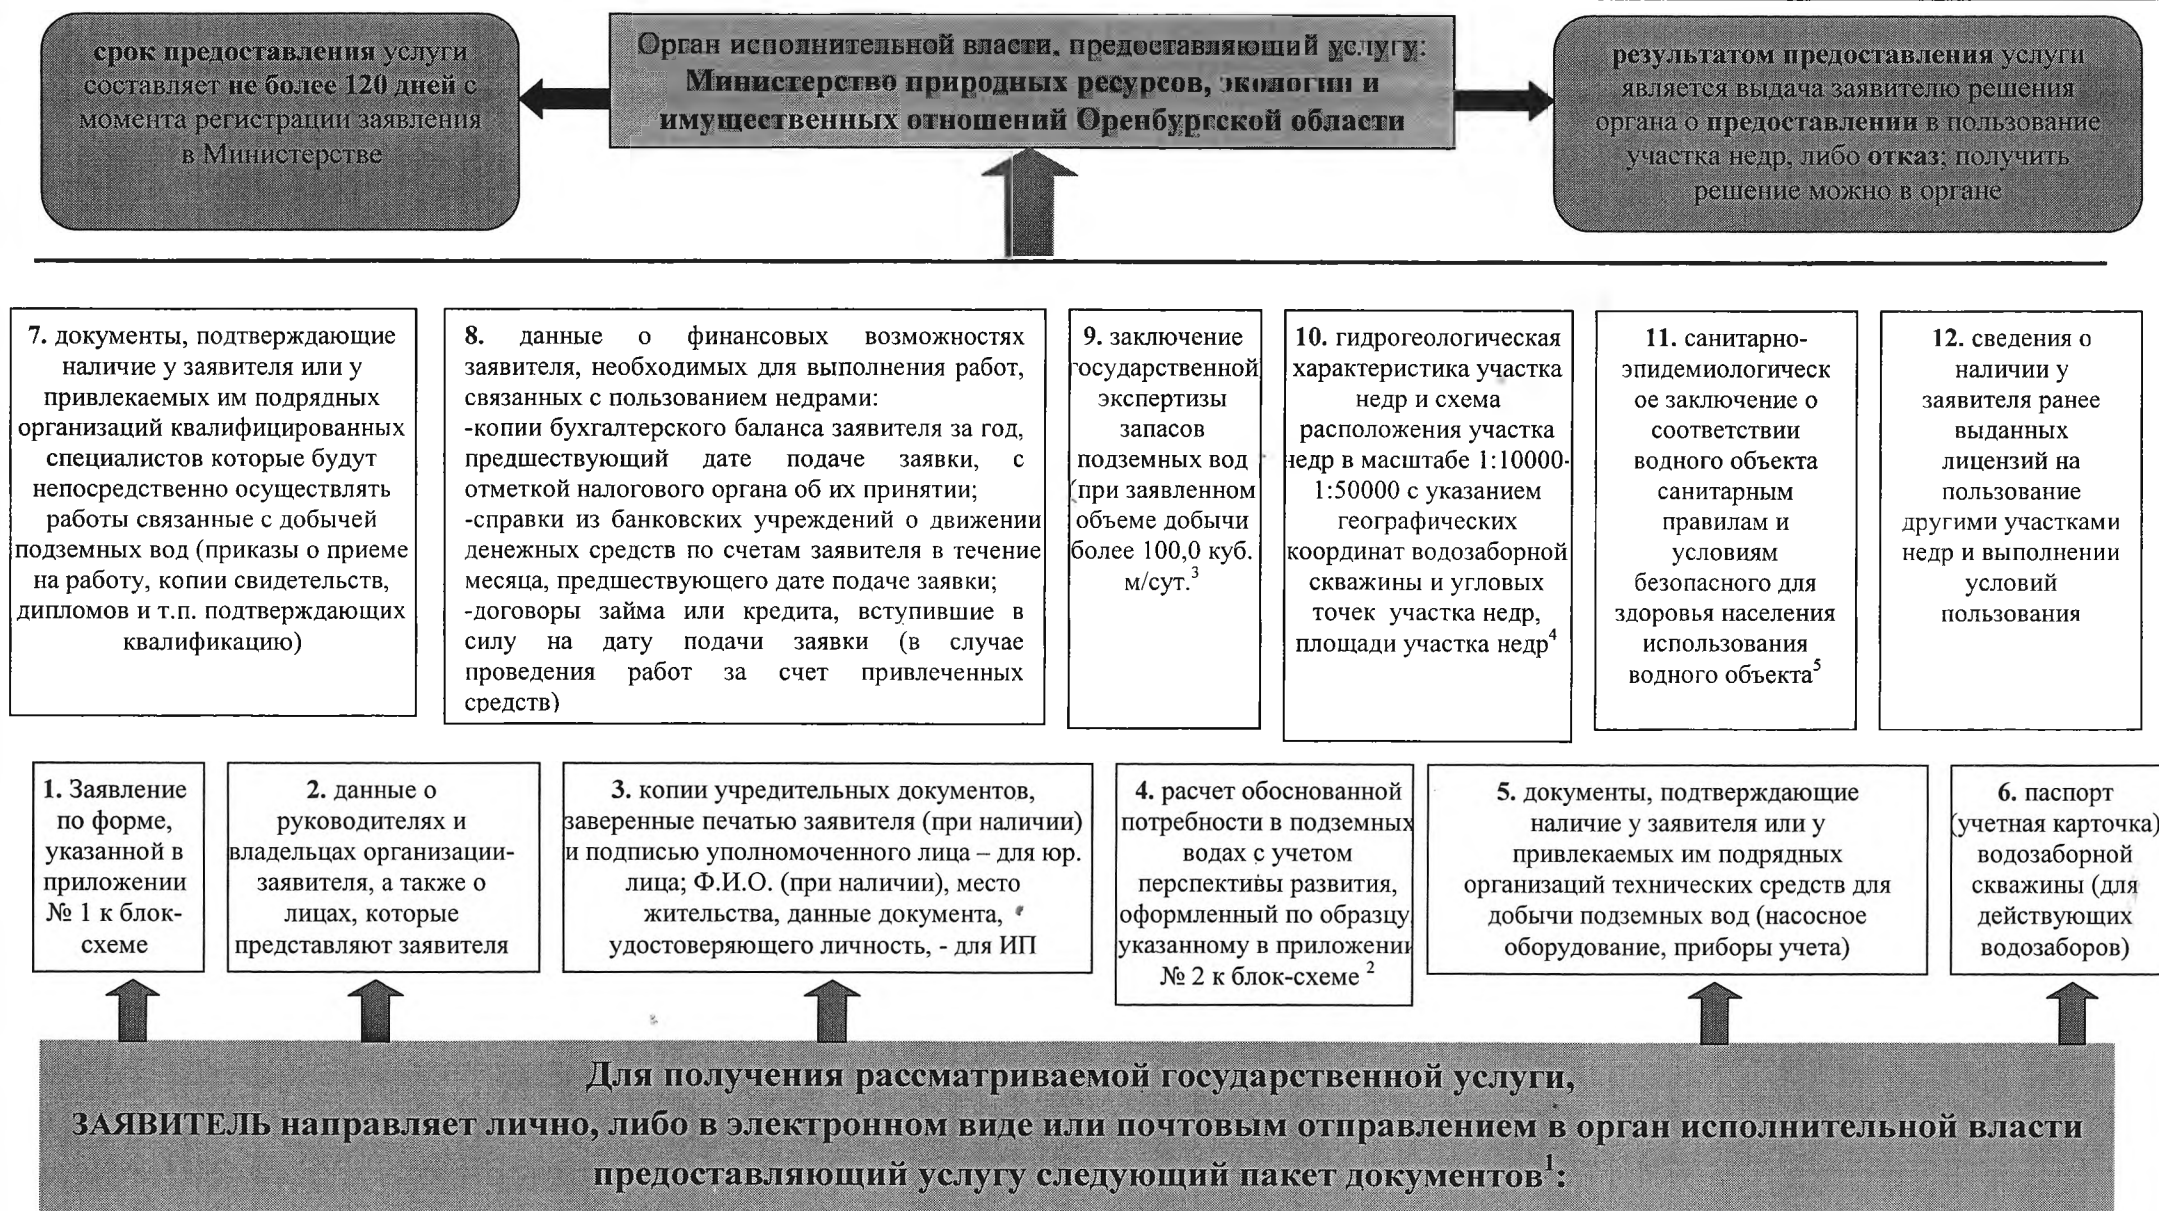 срок предоставления услуги
составляет не более 120 дней с
момента регистрации заявления
в Министерстве
Орган исполнительной власти, предоставляющий услугу:
Министерство природных ресурсов, экологии и
имущественных отношений Оренбургской области
результатом предоставления услуги
является выдача заявителю решения
органа о предоставлении в пользование
участка недр, либо отказ; получить
решение можно в органе
7. документы, подтверждающие
наличие у заявителя или у
привлекаемых им подрядных
организаций квалифицированных
специалистов которые будут
непосредственно осуществлять
работы связанные с добычей
подземных вод (приказы о приеме
на работу, копии свидетельств,
дипломов и т.п. подтверждающих
квалификацию)
8. данные о финансовых возможностях
заявителя, необходимых для выполнения работ,
связанных с пользованием недрами:
-копии бухгалтерского баланса заявителя за год,
предшествующий дате подаче заявки, с
отметкой налогового органа об их принятии;
-справки из банковских учреждений о движении
денежных средств по счетам заявителя в течение
месяца, предшествующего дате подаче заявки;
-договоры займа или кредита, вступившие в
силу на дату подачи заявки (в случае
проведения работ за счет привлеченных
средств)
9. заключение
государственной
экспертизы
запасов
подземных вод
(при заявленном
объеме добычи
более 100,0 куб.
м/сут.³
10. гидрогеологическая
характеристика участка
недр и схема
расположения участка
недр в масштабе 1:10000-
1:50000 с указанием
географических
координат водозаборной
скважины и угловых
точек участка недр,
площади участка недр⁴
11. санитарно-
эпидемиологическ
ое заключение о
соответствии
водного объекта
санитарным
правилам и
условиям
безопасного для
здоровья населения
использования
водного объекта⁵
12. сведения о
наличии у
заявителя ранее
выданных
лицензий на
пользование
другими участками
недр и выполнении
условий
пользования
1. Заявление
по форме,
указанной в
приложении
№ 1 к блок-
схеме
2. данные о
руководителях и
владельцах организации-
заявителя, а также о
лицах, которые
представляют заявителя
3. копии учредительных документов,
заверенные печатью заявителя (при наличии)
и подписью уполномоченного лица – для юр.
лица; Ф.И.О. (при наличии), место
жительства, данные документа,
удостоверяющего личность, - для ИП
4. расчет обоснованной
потребности в подземных
водах с учетом
перспективы развития,
оформленный по образцу
указанному в приложении
№ 2 к блок-схеме ²
5. документы, подтверждающие
наличие у заявителя или у
привлекаемых им подрядных
организаций технических средств для
добычи подземных вод (насосное
оборудование, приборы учета)
6. паспорт
(учетная карточка)
водозаборной
скважины (для
действующих
водозаборов)
Для получения рассматриваемой государственной услуги,
ЗАЯВИТЕЛЬ направляет лично, либо в электронном виде или почтовым отправлением в орган исполнительной власти
предоставляющий услугу следующий пакет документов¹: